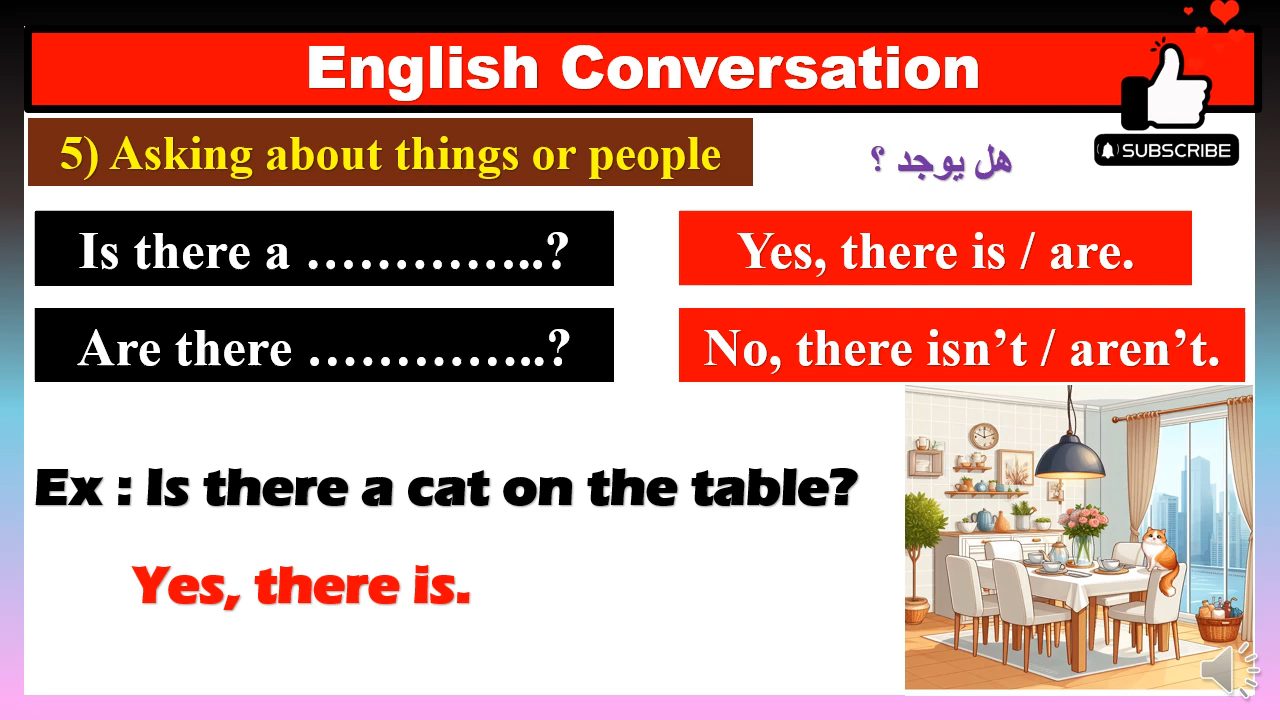 English Conversation
SUBSCRIBE
5) Asking about things or people
هل يوجد ؟
Is there a …………..?
Yes, there is / are.
Are there …………..?
No, there isn’t / aren’t.
Ex : Is there a cat on the table?
Yes, there is.